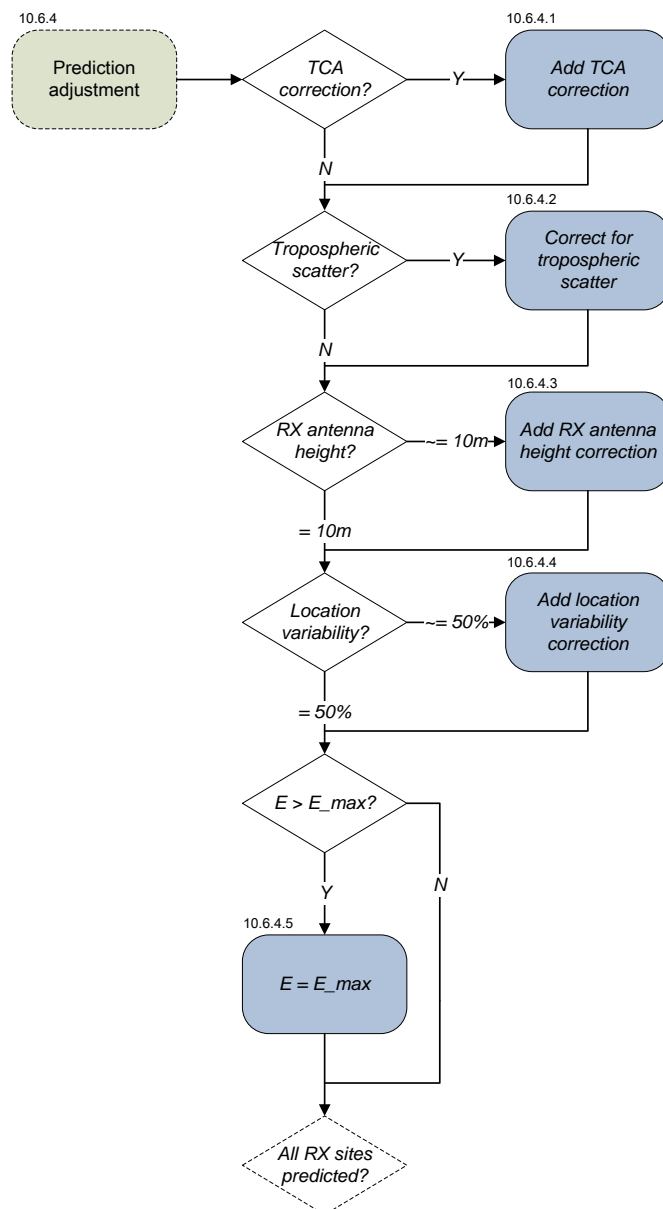 10.6.4
Prediction
adjustment
TCA
correction?
Y
10.6.4.1
Add TCA
correction
N
10.6.4.2
Tropospheric
scatter?
Y
Correct for
tropospheric
scatter
N
10.6.4.3
RX antenna
height?
~= 10m
Add RX antenna
height correction
= 10m
10.6.4.4
Location
variability?
~= 50%
Add location
variability
correction
= 50%
E > E_max?
Y
N
10.6.4.5
E = E_max
All RX sites
predicted?